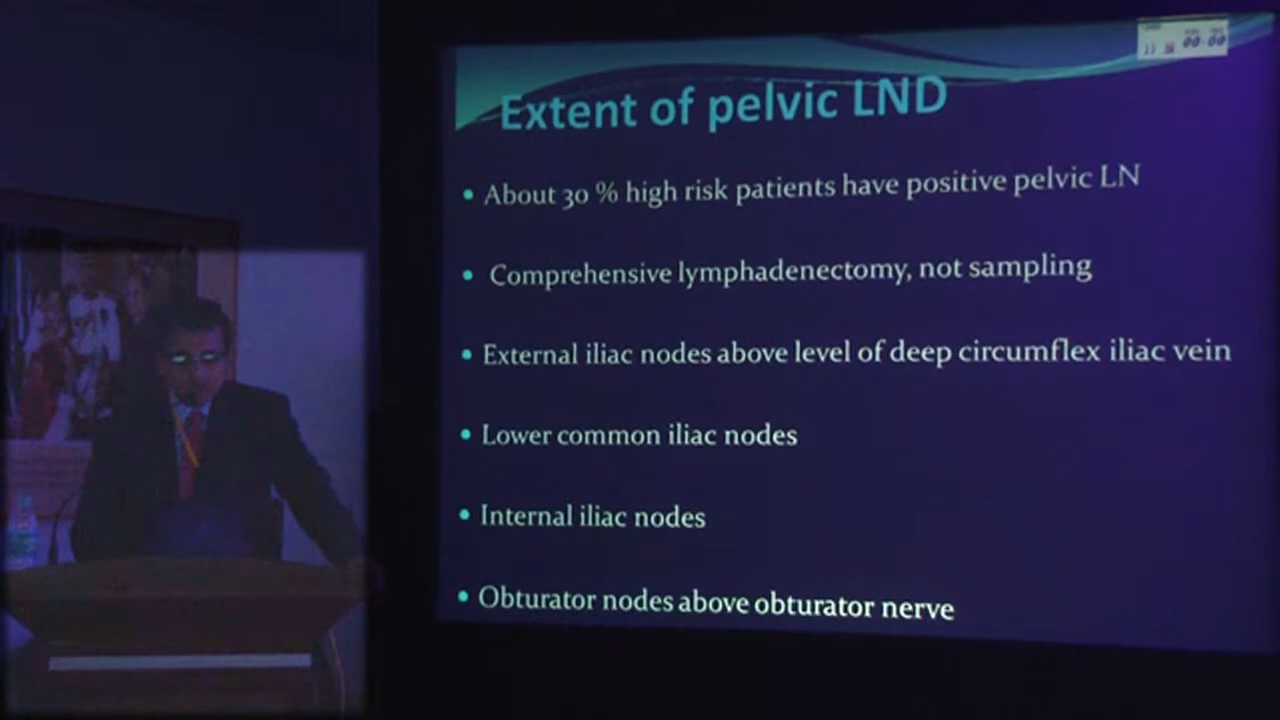 Extent of pelvic LND
• About 30 % high risk patients have positive pelvic LN
• Comprehensive lymphadenectomy, not sampling
• External iliac nodes above level of deep circumflex iliac vein
• Lower common iliac nodes
• Internal iliac nodes
• Obturator nodes above obturator nerve
00 00